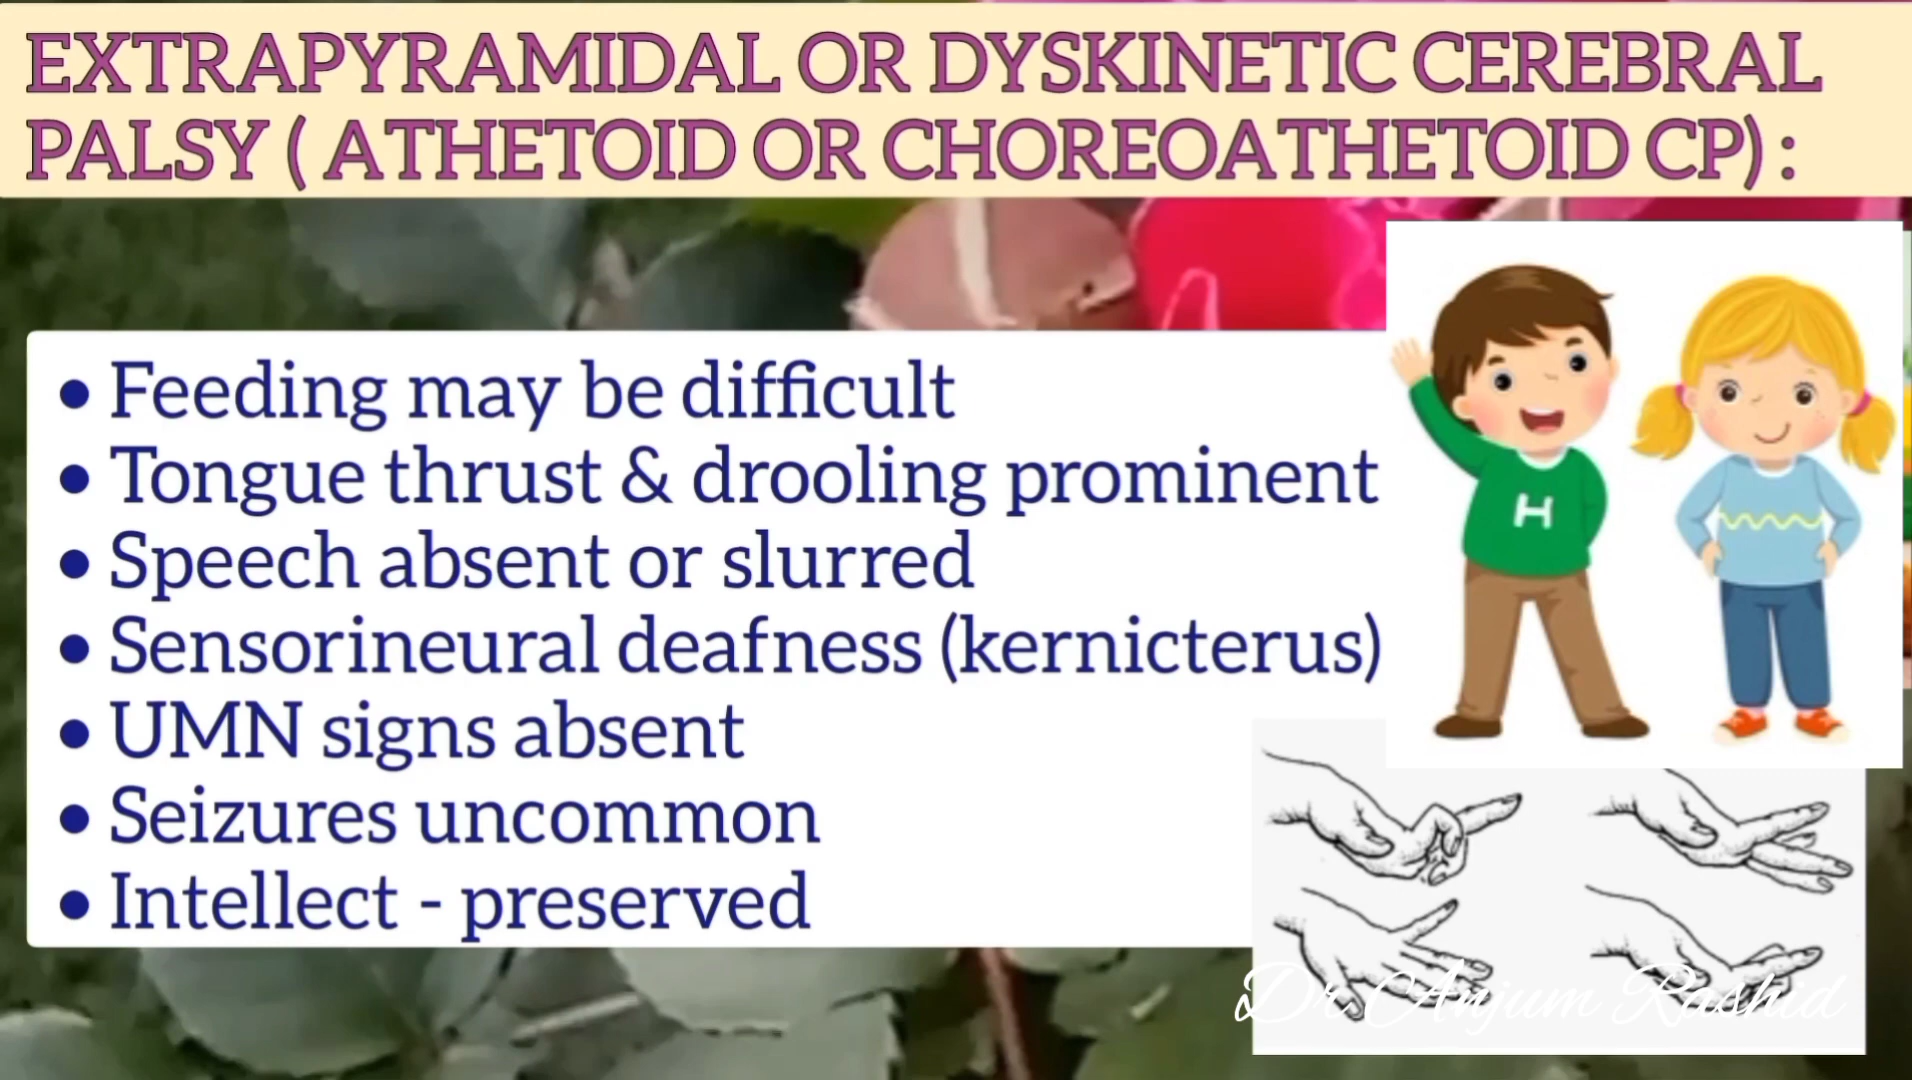 EXTRAPYRAMIDAL OR DYSKINETIC CEREBRAL
PALSY ( ATHETOID OR CHOREOATHETOID CP) :
• Feeding may be difficult
• Tongue thrust & drooling prominent
• Speech absent or slurred
• Sensorineural deafness (kernicterus)
• UMN signs absent
• Seizures uncommon
• Intellect - preserved
H
Dr Anjum Rashid